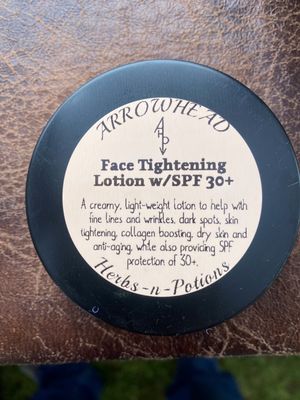 ARROWHEAD
Face Tightening
Lotion w/SPF 30+
A creamy, light-weight lotion to help with
fine lines and wrinkles, dark spots, skin
tightening, collagen boosting, dry skin and
anti-aging, while also providing SPF
protection of 30+.
Herbs-n-Potions